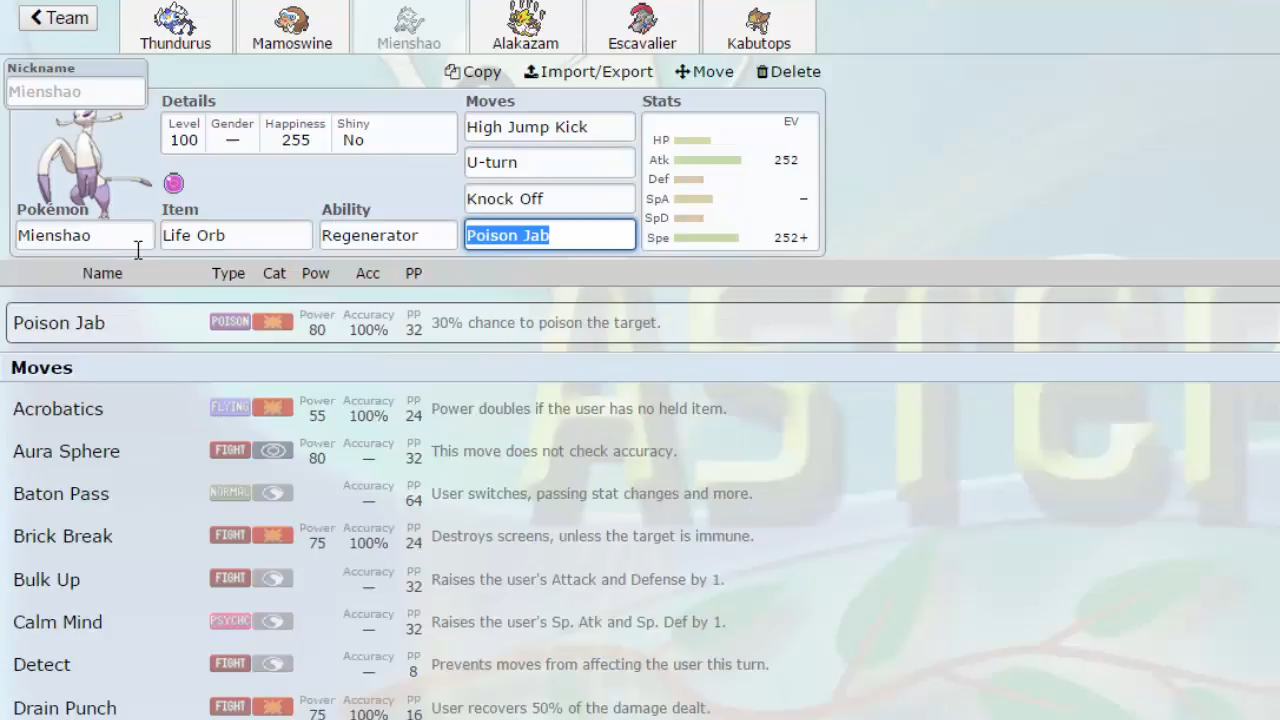 Team
Thundurus
Mamoswine
Mienshao
Alakazam
Escavalier
Kabutops
Nickname
Mienshao
Copy Import/Export Move Delete
Details
Level Gender Happiness Shiny
100 — 255 No
Pokémon
Mienshao
Item
Life Orb
Ability
Regenerator
Moves
High Jump Kick
U-turn
Knock Off
Poison Jab
Stats
EV
HP
Atk 252
Def
SpA –
SpD
Spe 252+
Name Type Cat Pow Acc PP
Poison Jab POISON Power 80 Accuracy 100% PP 32 30% chance to poison the target.
Moves
Acrobatics FLYING Power 55 Accuracy 100% PP 24 Power doubles if the user has no held item.
Aura Sphere FIGHT Power 80 Accuracy — PP 32 This move does not check accuracy.
Baton Pass NORMAL Accuracy — PP 64 User switches, passing stat changes and more.
Brick Break FIGHT Power 75 Accuracy 100% PP 24 Destroys screens, unless the target is immune.
Bulk Up FIGHT Accuracy — PP 32 Raises the user's Attack and Defense by 1.
Calm Mind PSYCHC Accuracy — PP 32 Raises the user's Sp. Atk and Sp. Def by 1.
Detect FIGHT Accuracy — PP 8 Prevents moves from affecting the user this turn.
Drain Punch FIGHT Power 75 Accuracy 100% PP 16 User recovers 50% of the damage dealt.